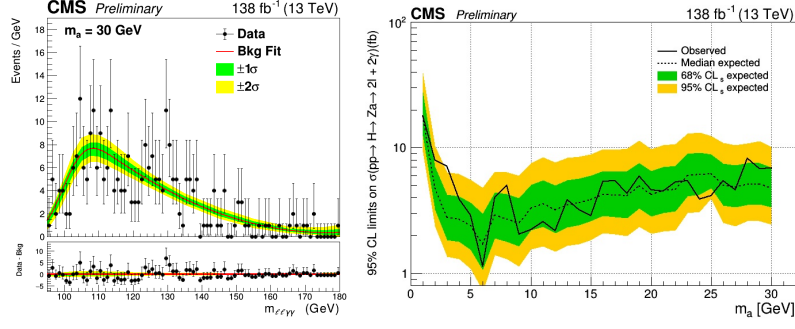 CMS Preliminary 138 fb⁻¹ (13 TeV)
Events / GeV
mₐ = 30 GeV
Data
Bkg Fit
±1σ
±2σ
18
16
14
12
10
8
6
4
2
0
Data - Bkg
10
5
0
-5
100 110 120 130 140 150 160 170 180
m_ℓℓγγ (GeV)
CMS Preliminary 138 fb⁻¹ (13 TeV)
95% CL limits on σ(pp→ H→ Za→ 2l + 2γ)(fb)
Observed
Median expected
68% CLₛ expected
95% CLₛ expected
10²
10
1
0 5 10 15 20 25 30
mₐ [GeV]